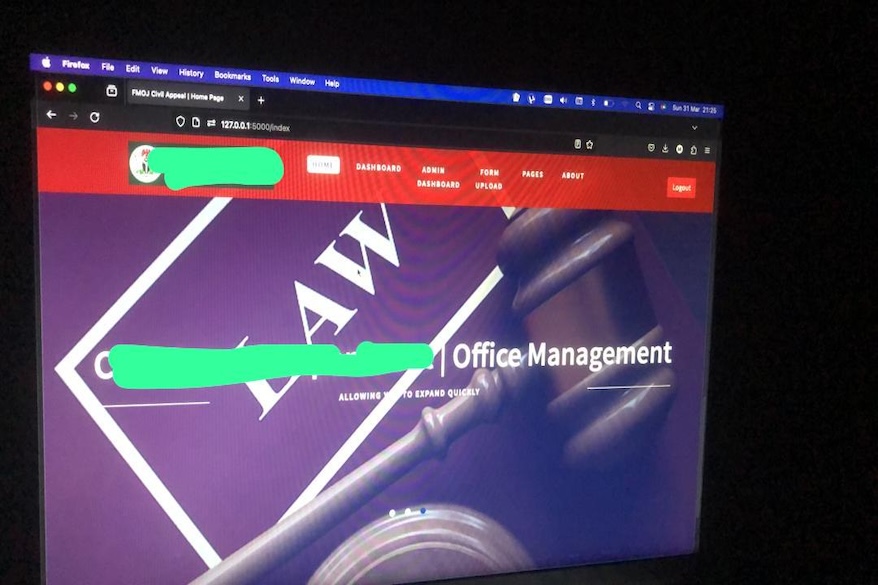 Firefox File Edit View History Bookmarks Tools Window Help
Sun 31 Mar 21:25
FMOJ Civil Appeal | Home Page
127.0.0.1:5000/index
HOME
DASHBOARD
ADMIN
DASHBOARD
FORM
UPLOAD
PAGES
ABOUT
Logout
LAW
| Office Management
ALLOWING YOU TO EXPAND QUICKLY